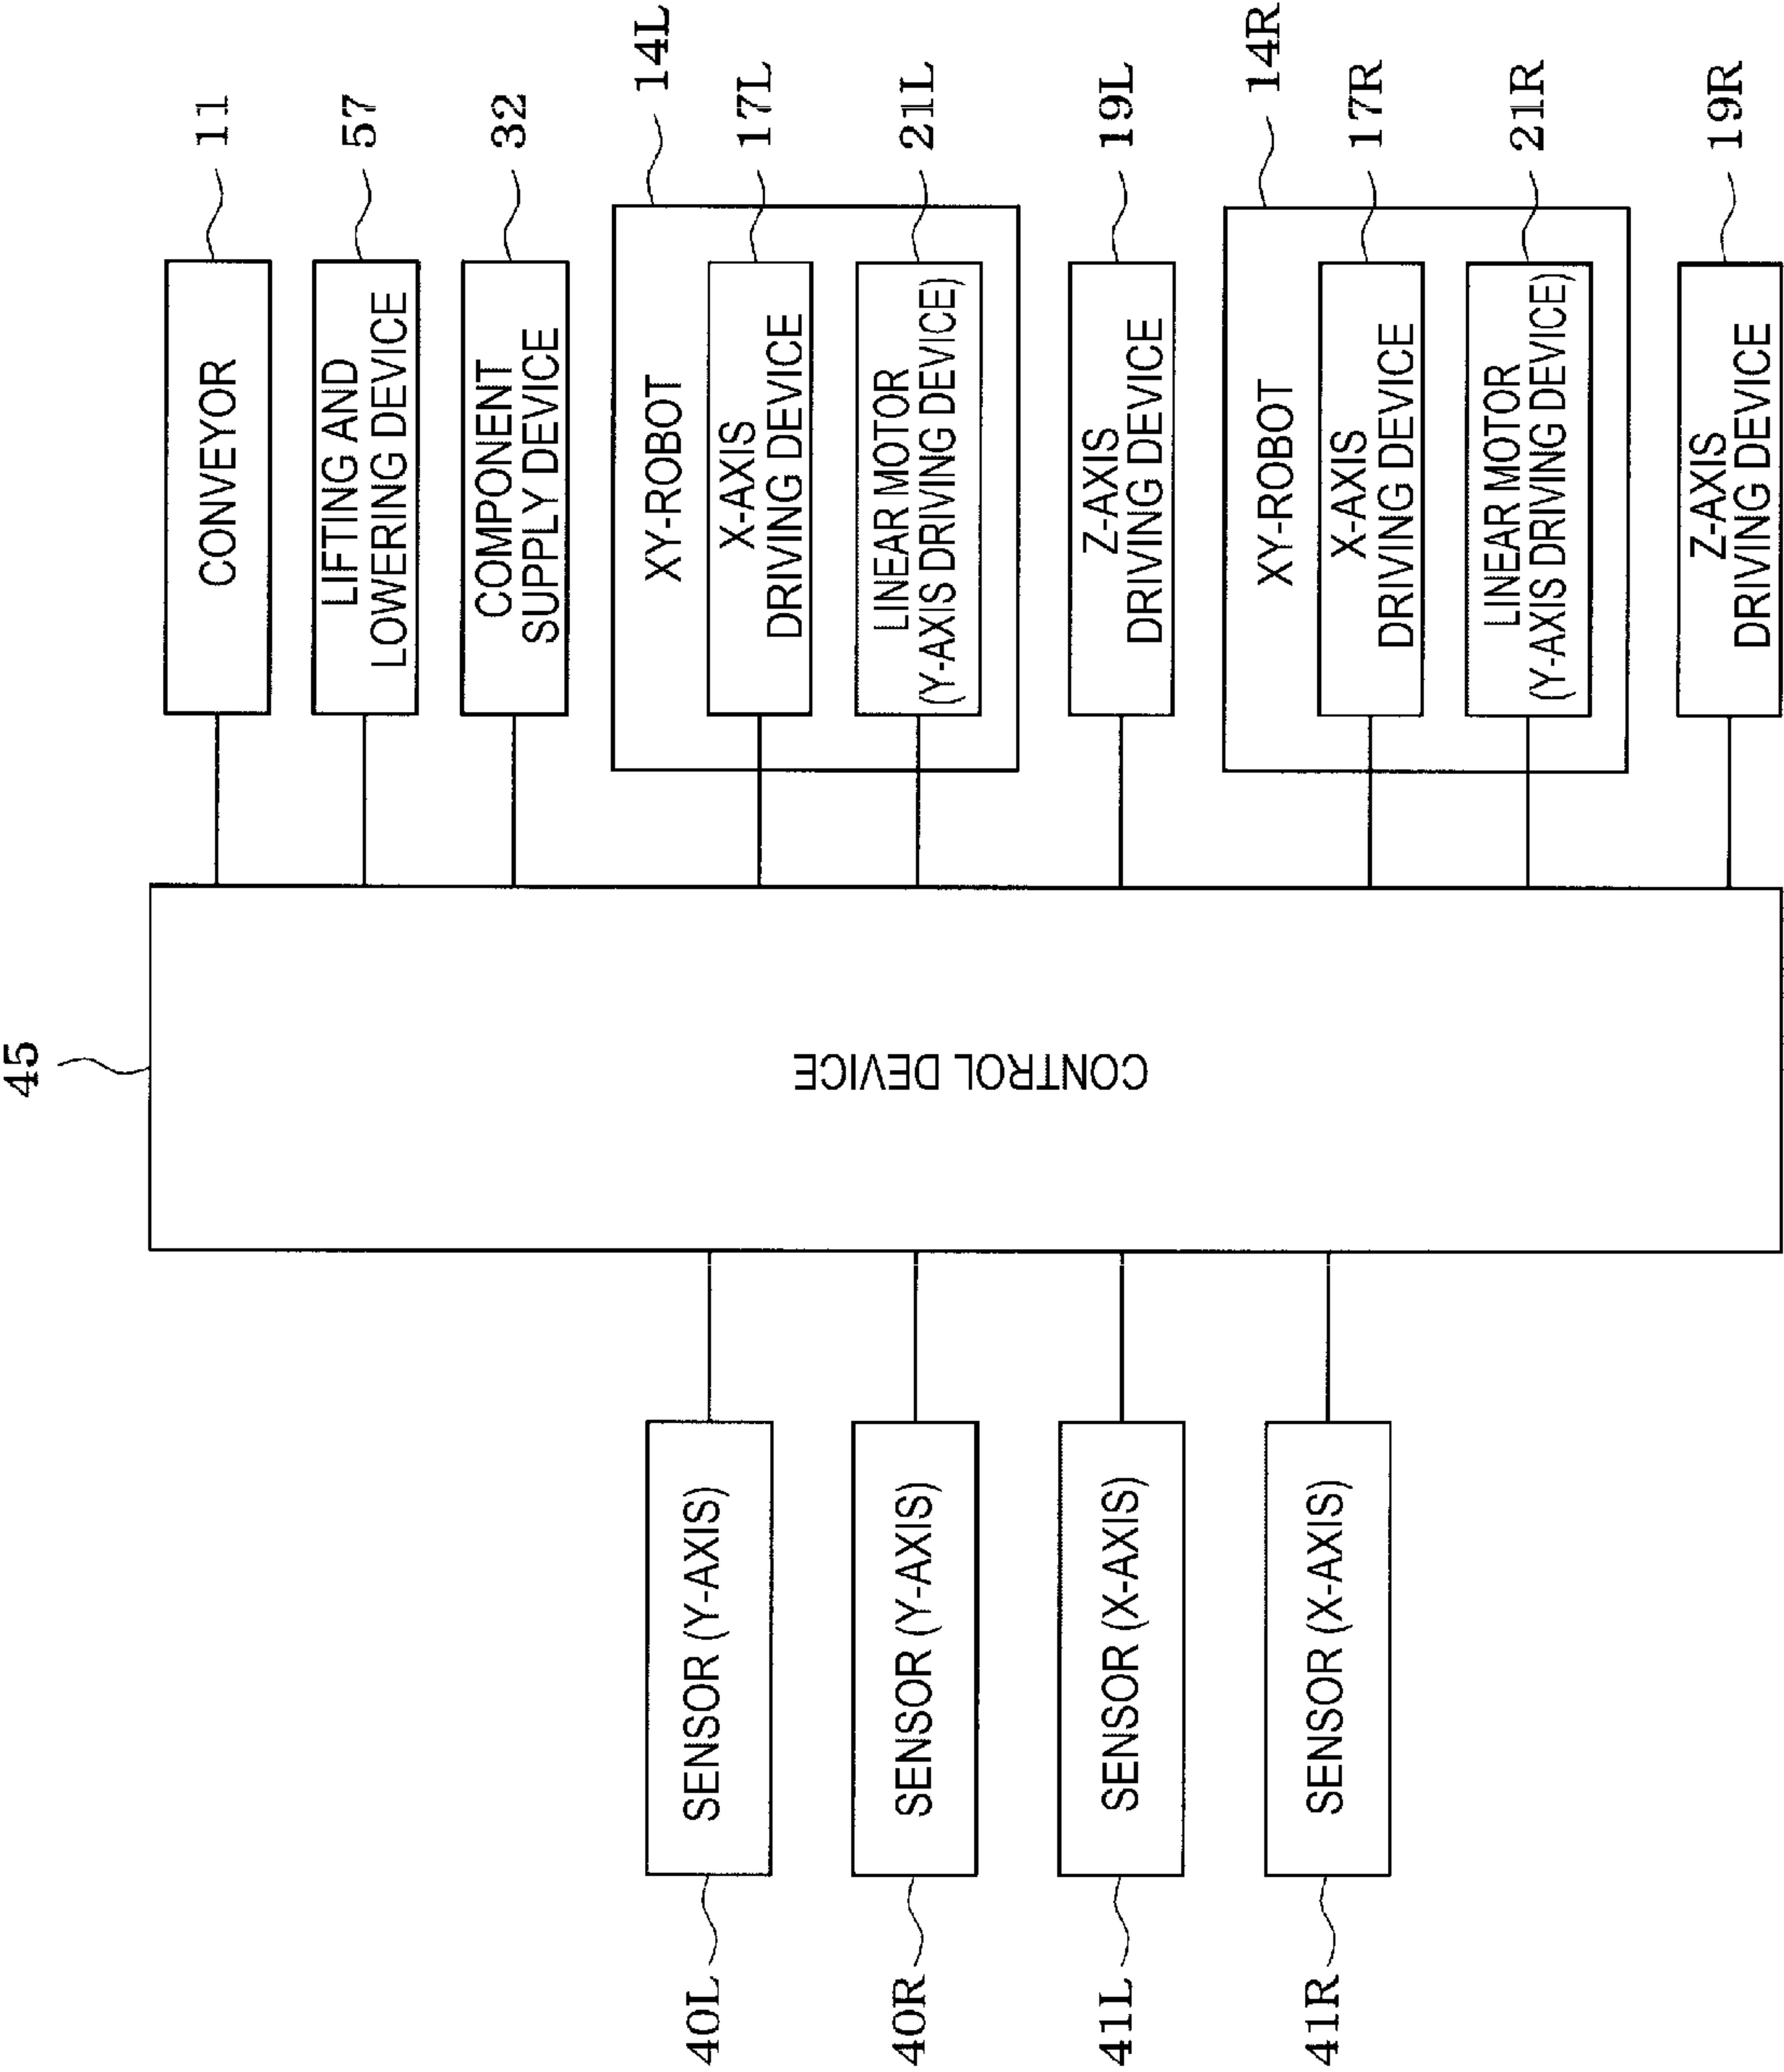 45
CONTROL DEVICE
11
CONVEYOR
57
LIFTING AND
LOWERING DEVICE
32
COMPONENT
SUPPLY DEVICE
14L
XY-ROBOT
17L
X-AXIS
DRIVING DEVICE
21L
LINEAR MOTOR
(Y-AXIS DRIVING DEVICE)
19L
Z-AXIS
DRIVING DEVICE
14R
XY-ROBOT
17R
X-AXIS
DRIVING DEVICE
21R
LINEAR MOTOR
(Y-AXIS DRIVING DEVICE)
19R
Z-AXIS
DRIVING DEVICE
40L
SENSOR (Y-AXIS)
40R
SENSOR (Y-AXIS)
41L
SENSOR (X-AXIS)
41R
SENSOR (X-AXIS)